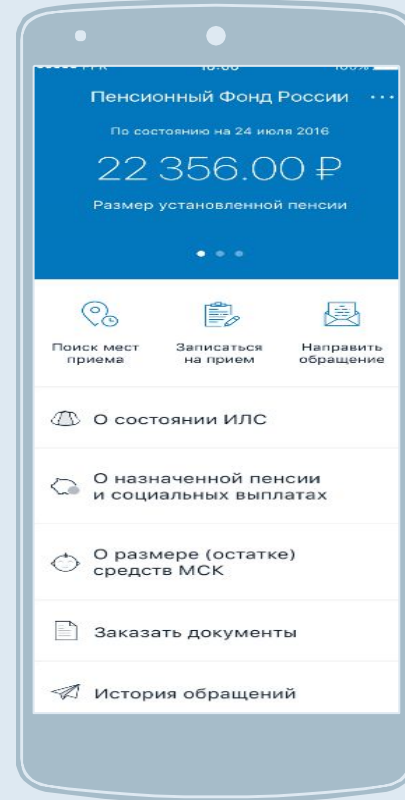 Пенсионный Фонд России ...
По состоянию на 24 июля 2016
22 356.00 ₽
Размер установленной пенсии
Поиск мест
приема
Записаться
на прием
Направить
обращение
О состоянии ИЛС
О назначенной пенсии
и социальных выплатах
О размере (остатке)
средств МСК
Заказать документы
История обращений